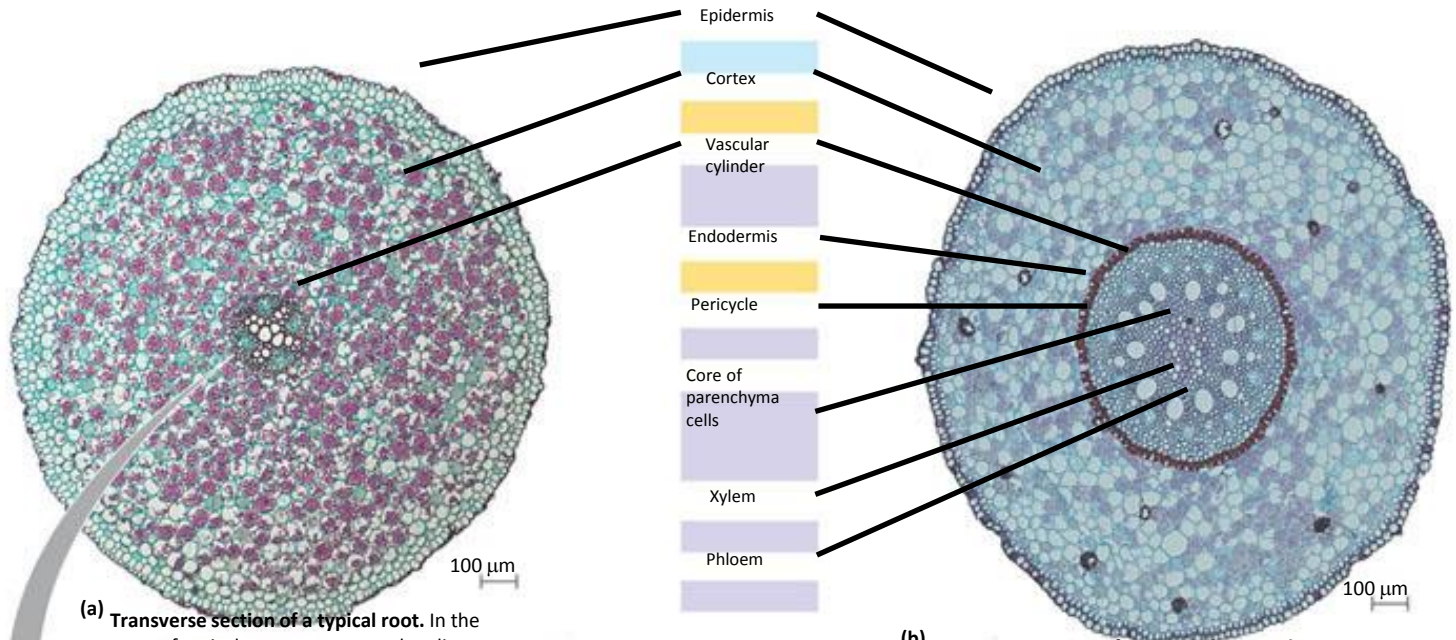 Epidermis
Cortex
Vascular
cylinder
Endodermis
Pericycle
Core of
parenchyma
cells
Xylem
Phloem
100 µm
100 µm
(a) Transverse section of a typical root. In the
(b)